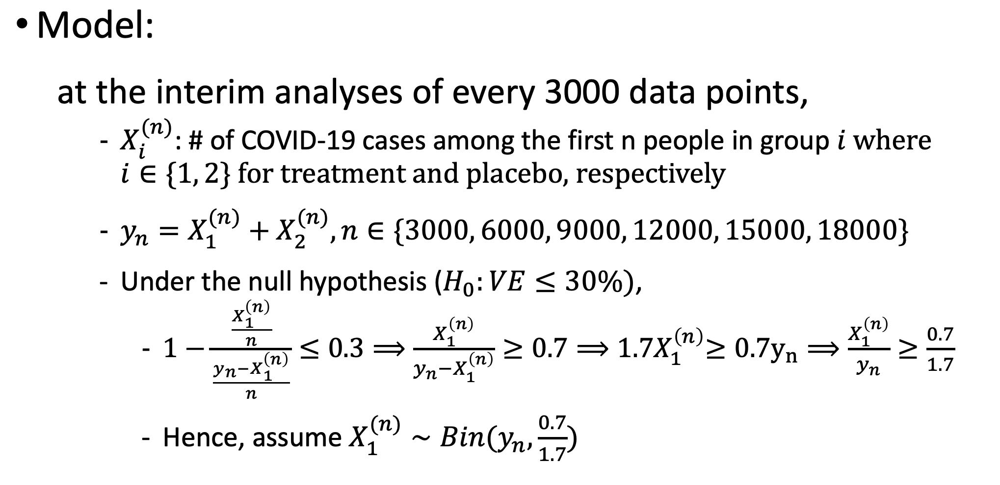 • Model:
at the interim analyses of every 3000 data points,
- $X_i^{(n)}$: # of COVID-19 cases among the first n people in group $i$ where
$i \in \{1, 2\}$ for treatment and placebo, respectively
- $y_n = X_1^{(n)} + X_2^{(n)}, n \in \{3000, 6000, 9000, 12000, 15000, 18000\}$
- Under the null hypothesis ($H_0: VE \leq 30\%$),
- $1 - \frac{\frac{X_1^{(n)}}{n}}{\frac{y_n - X_1^{(n)}}{n}} \leq 0.3 \Longrightarrow \frac{X_1^{(n)}}{y_n - X_1^{(n)}} \geq 0.7 \Longrightarrow 1.7X_1^{(n)} \geq 0.7\mathrm{y_n} \Longrightarrow \frac{X_1^{(n)}}{y_n} \geq \frac{0.7}{1.7}$
- Hence, assume $X_1^{(n)} \sim Bin(y_n, \frac{0.7}{1.7})$